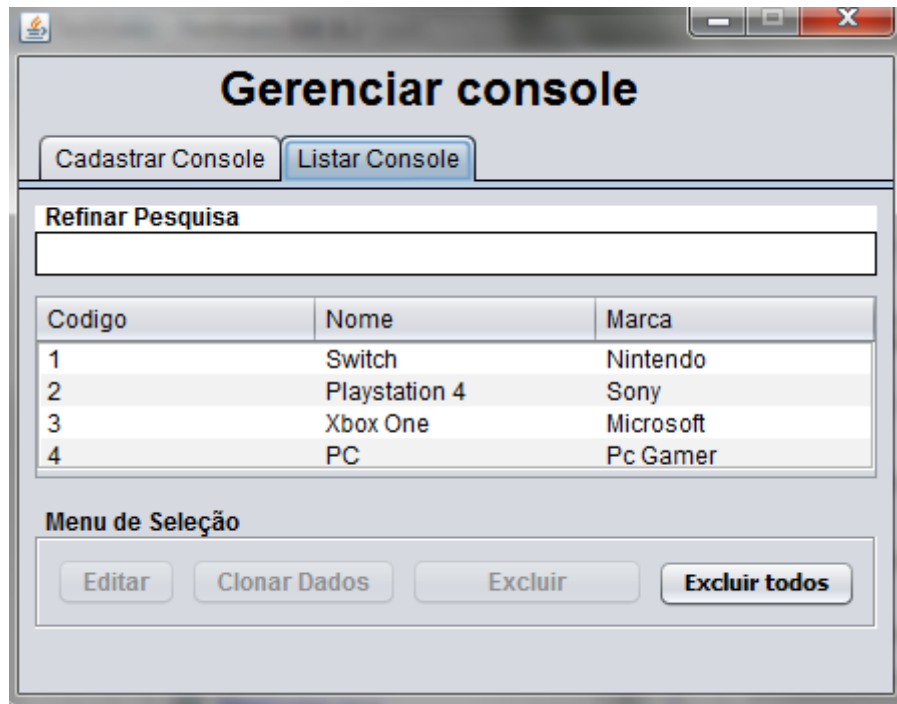 Gerenciar console
Cadastrar Console Listar Console
Refinar Pesquisa
Codigo Nome Marca
1 Switch Nintendo
2 Playstation 4 Sony
3 Xbox One Microsoft
4 PC Pc Gamer
Menu de Seleção
Editar Clonar Dados Excluir Excluir todos